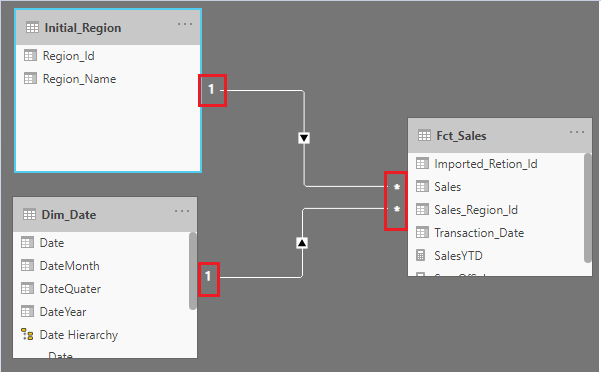 Initial_Region
Region_Id
Region_Name
1
Fct_Sales
Imported_Retion_Id
* Sales
* Sales_Region_Id
Transaction_Date
SalesYTD
Dim_Date
Date
DateMonth
DateQuater
DateYear
Date Hierarchy
Date
1